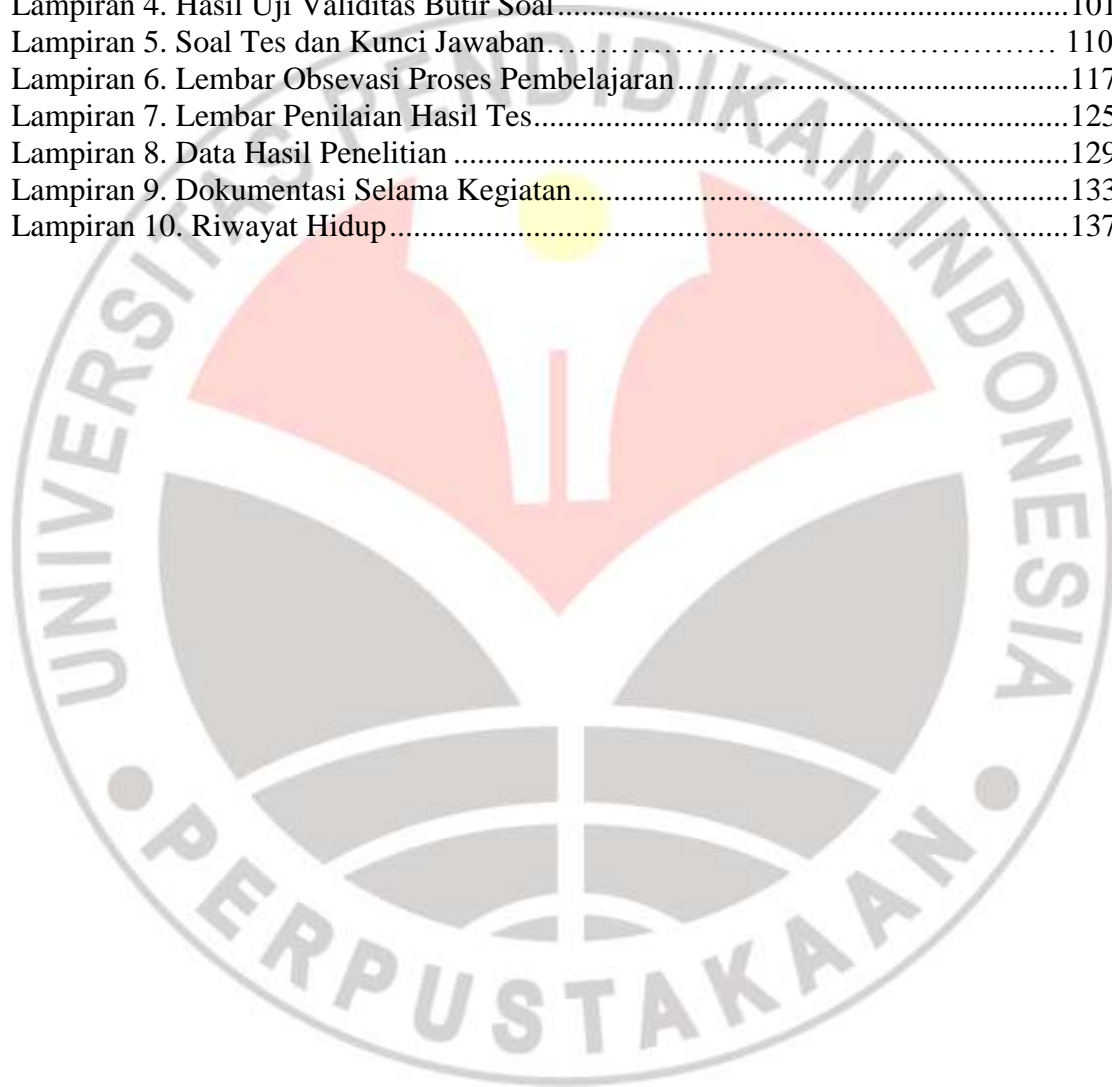 Lampiran 4. Hasil Uji Validitas Butir Soal.................................................................101
Lampiran 5. Soal Tes dan Kunci Jawaban………………………………………… 110
Lampiran 6. Lembar Obsevasi Proses Pembelajaran.................................................117
Lampiran 7. Lembar Penilaian Hasil Tes...................................................................125
Lampiran 8. Data Hasil Penelitian .............................................................................129
Lampiran 9. Dokumentasi Selama Kegiatan..............................................................133
Lampiran 10. Riwayat Hidup.....................................................................................137
UNIVERSITAS PENDIDIKAN INDONESIA
PERPUSTAKAAN